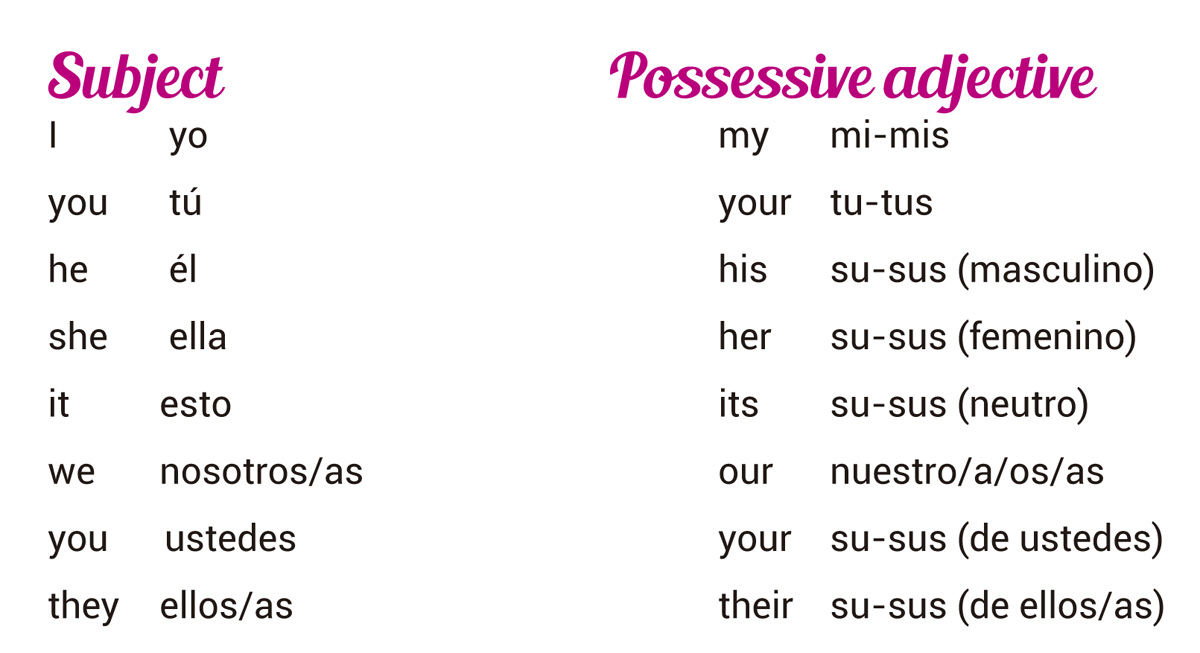 Subject Possessive adjective
I yo my mi-mis
you tú your tu-tus
he él his su-sus (masculino)
she ella her su-sus (femenino)
it esto its su-sus (neutro)
we nosotros/as our nuestro/a/os/as
you ustedes your su-sus (de ustedes)
they ellos/as their su-sus (de ellos/as)